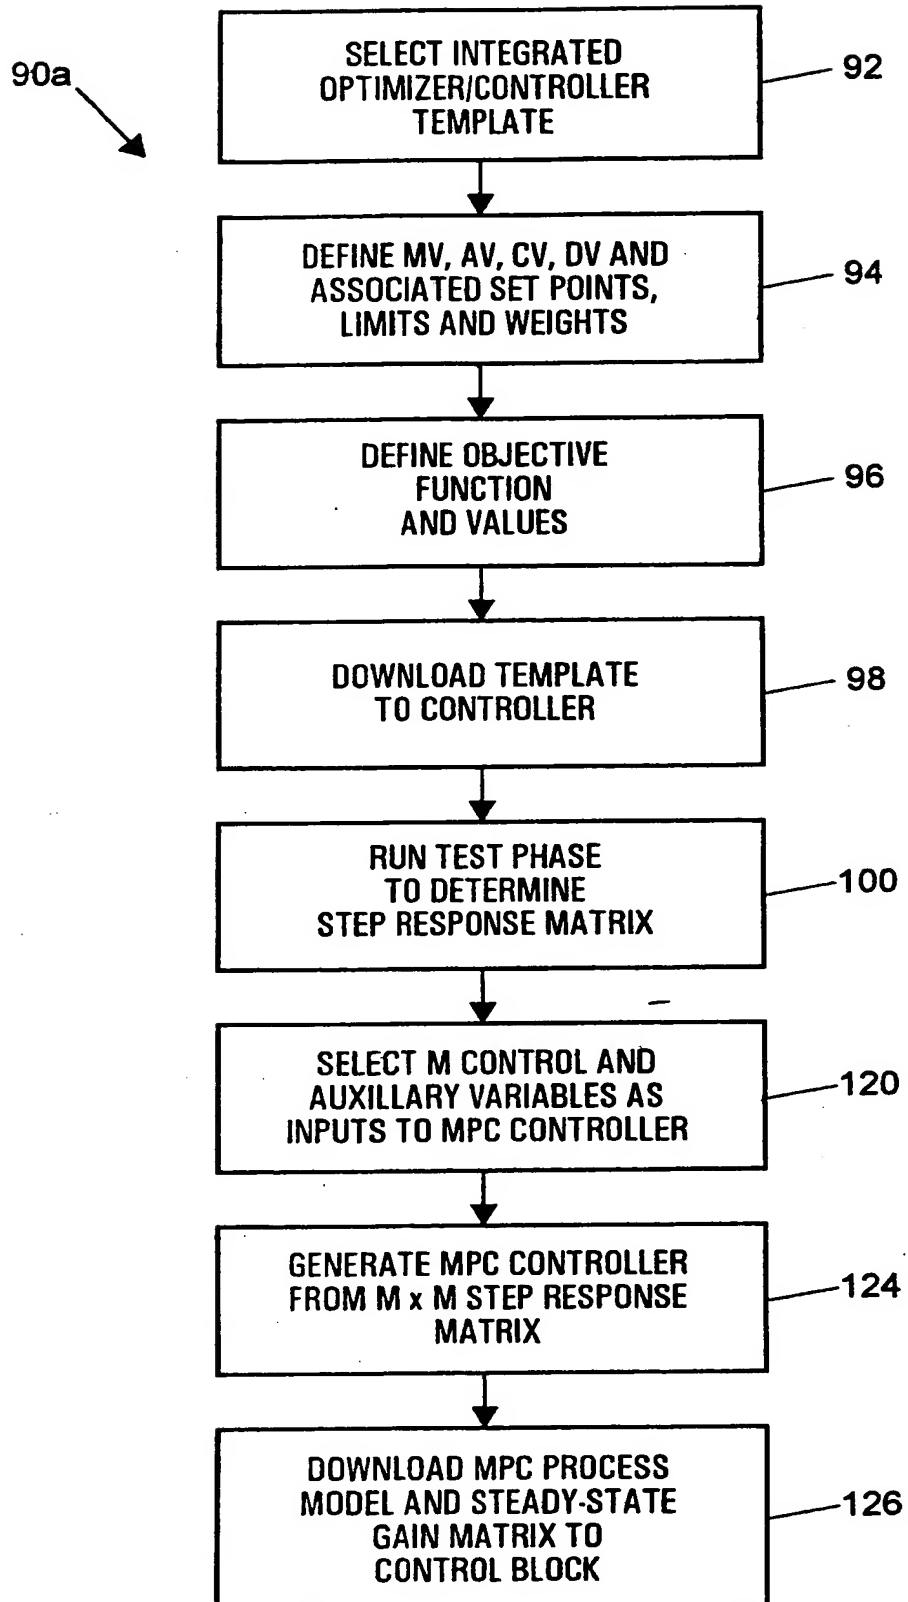 90a
SELECT INTEGRATED
OPTIMIZER/CONTROLLER
TEMPLATE
92
DEFINE MV, AV, CV, DV AND
ASSOCIATED SET POINTS,
LIMITS AND WEIGHTS
94
DEFINE OBJECTIVE
FUNCTION
AND VALUES
96
DOWNLOAD TEMPLATE
TO CONTROLLER
98
RUN TEST PHASE
TO DETERMINE
STEP RESPONSE MATRIX
100
SELECT M CONTROL AND
AUXILLARY VARIABLES AS
INPUTS TO MPC CONTROLLER
120
GENERATE MPC CONTROLLER
FROM M x M STEP RESPONSE
MATRIX
124
DOWNLOAD MPC PROCESS
MODEL AND STEADY-STATE
GAIN MATRIX TO
CONTROL BLOCK
126